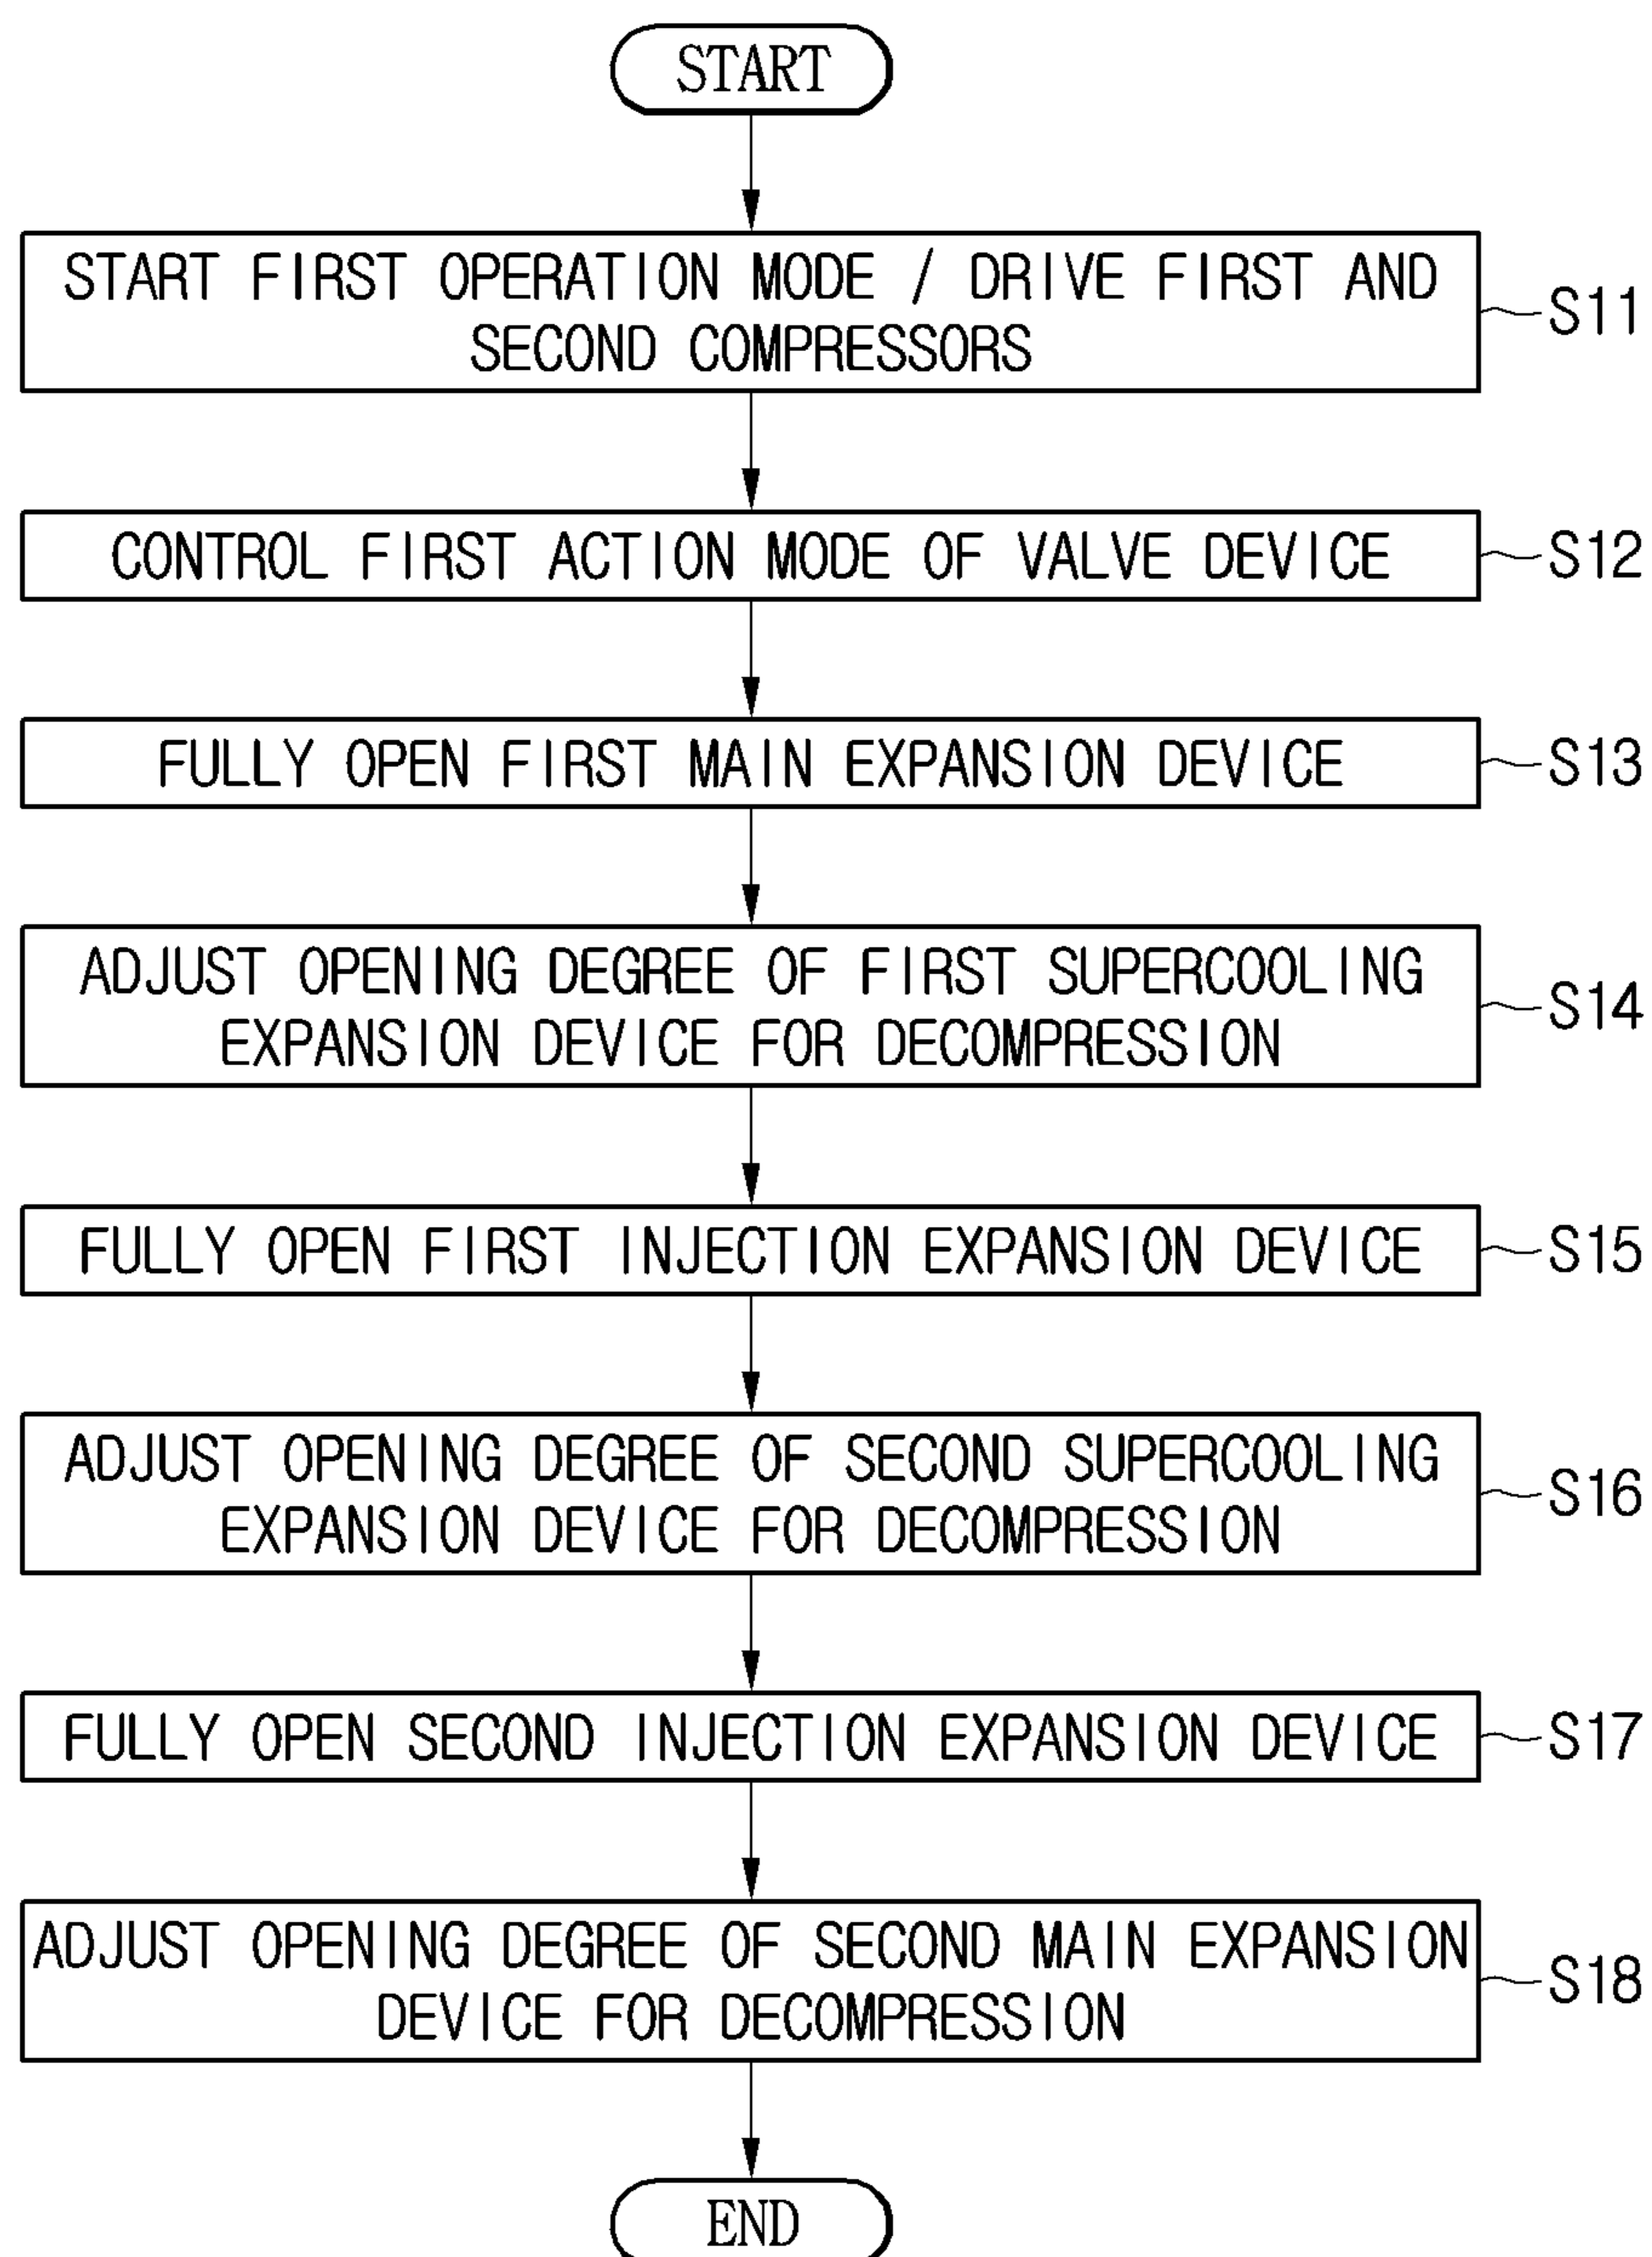 START
START FIRST OPERATION MODE / DRIVE FIRST AND
SECOND COMPRESSORS
S11
CONTROL FIRST ACTION MODE OF VALVE DEVICE
S12
FULLY OPEN FIRST MAIN EXPANSION DEVICE
S13
ADJUST OPENING DEGREE OF FIRST SUPERCOOLING
EXPANSION DEVICE FOR DECOMPRESSION
S14
FULLY OPEN FIRST INJECTION EXPANSION DEVICE
S15
ADJUST OPENING DEGREE OF SECOND SUPERCOOLING
EXPANSION DEVICE FOR DECOMPRESSION
S16
FULLY OPEN SECOND INJECTION EXPANSION DEVICE
S17
ADJUST OPENING DEGREE OF SECOND MAIN EXPANSION
DEVICE FOR DECOMPRESSION
S18
END